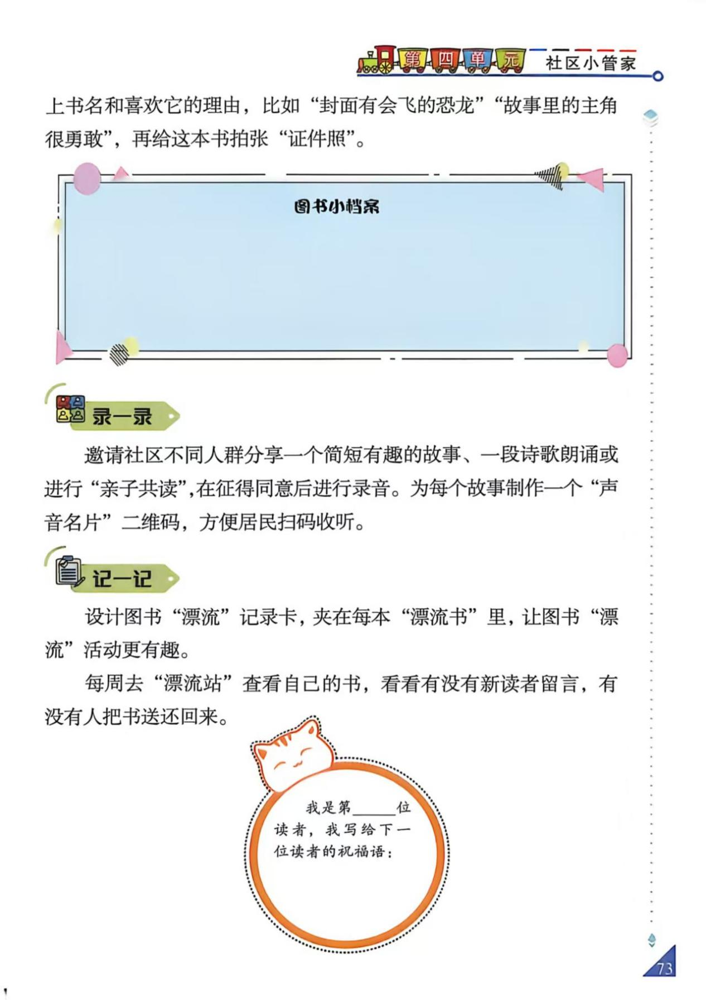 第四单元 社区小管家
上书名和喜欢它的理由，比如“封面有会飞的恐龙”“故事里的主角
很勇敢”，再给这本书拍张“证件照”。
图书小档案
录一录
邀请社区不同人群分享一个简短有趣的故事、一段诗歌朗诵或
进行“亲子共读”，在征得同意后进行录音。为每个故事制作一个“声
音名片”二维码，方便居民扫码收听。
记一记
设计图书“漂流”记录卡，夹在每本“漂流书”里，让图书“漂
流”活动更有趣。
每周去“漂流站”查看自己的书，看看有没有新读者留言，有
没有人把书送还回来。
我是第______位
读者，我写给下一
位读者的祝福语：
73